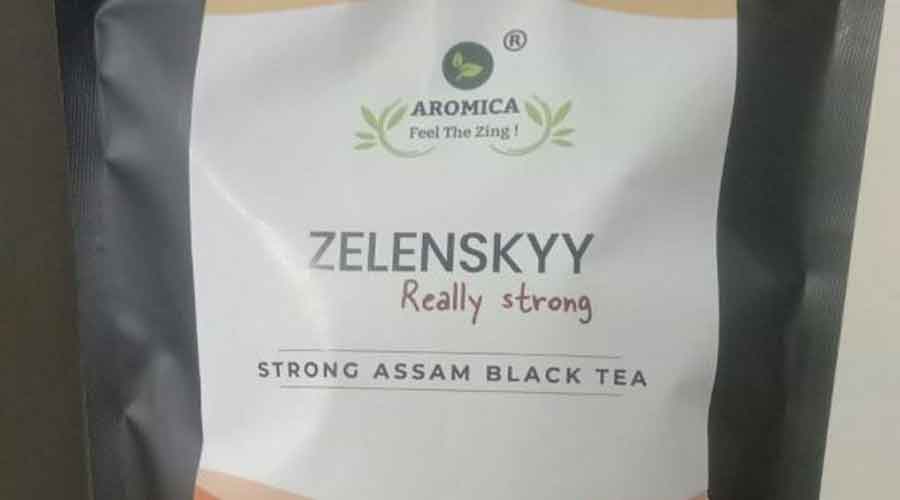 ®
AROMICA
Feel The Zing !
ZELENSKYY
Really strong
STRONG ASSAM BLACK TEA